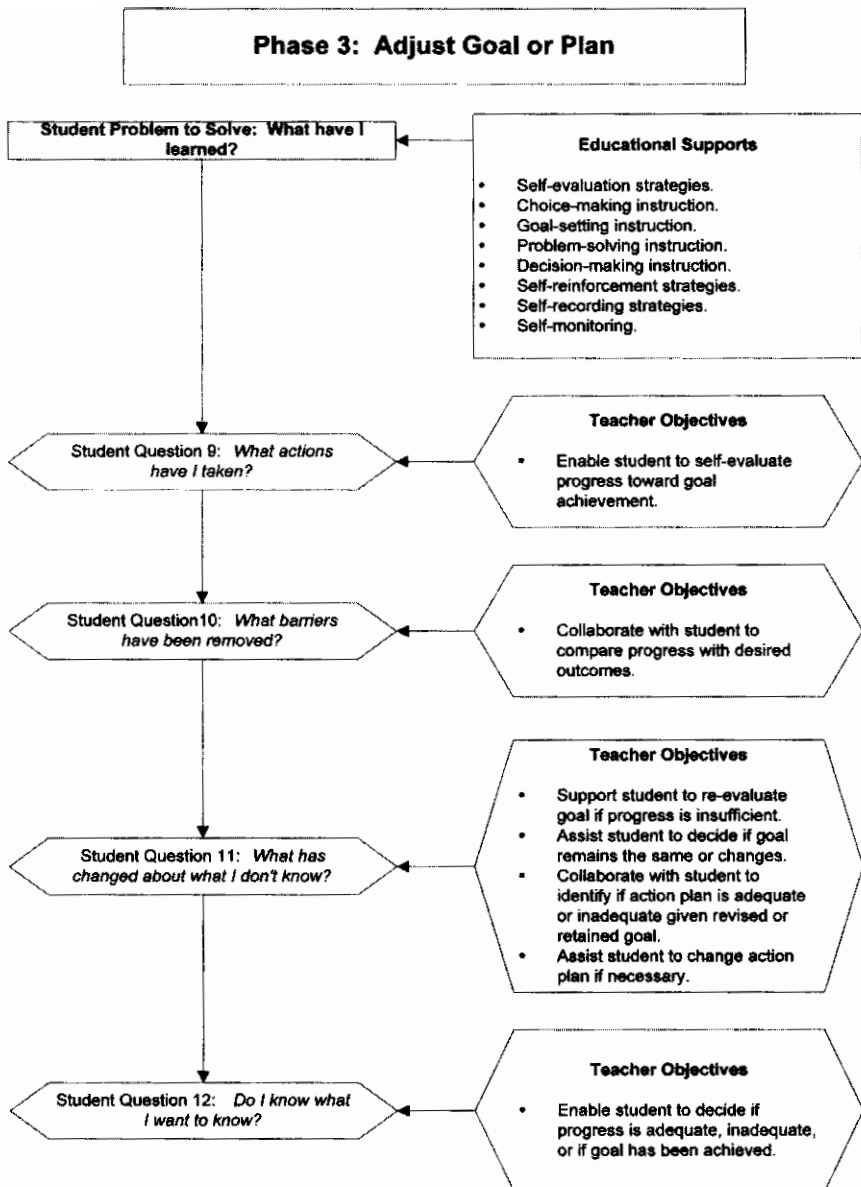 Phase 3: Adjust Goal or Plan
Student Problem to Solve: What have I
learned?
Educational Supports
• Self-evaluation strategies.
• Choice-making instruction.
• Goal-setting instruction.
• Problem-solving instruction.
• Decision-making instruction.
• Self-reinforcement strategies.
• Self-recording strategies.
• Self-monitoring.
Student Question 9: What actions
have I taken?
Teacher Objectives
• Enable student to self-evaluate
progress toward goal
achievement.
Student Question10: What barriers
have been removed?
Teacher Objectives
• Collaborate with student to
compare progress with desired
outcomes.
Student Question 11: What has
changed about what I don't know?
Teacher Objectives
• Support student to re-evaluate
goal if progress is insufficient.
• Assist student to decide if goal
remains the same or changes.
• Collaborate with student to
identify if action plan is adequate
or inadequate given revised or
retained goal.
• Assist student to change action
plan if necessary.
Student Question 12: Do I know what
I want to know?
Teacher Objectives
• Enable student to decide if
progress is adequate, inadequate,
or if goal has been achieved.